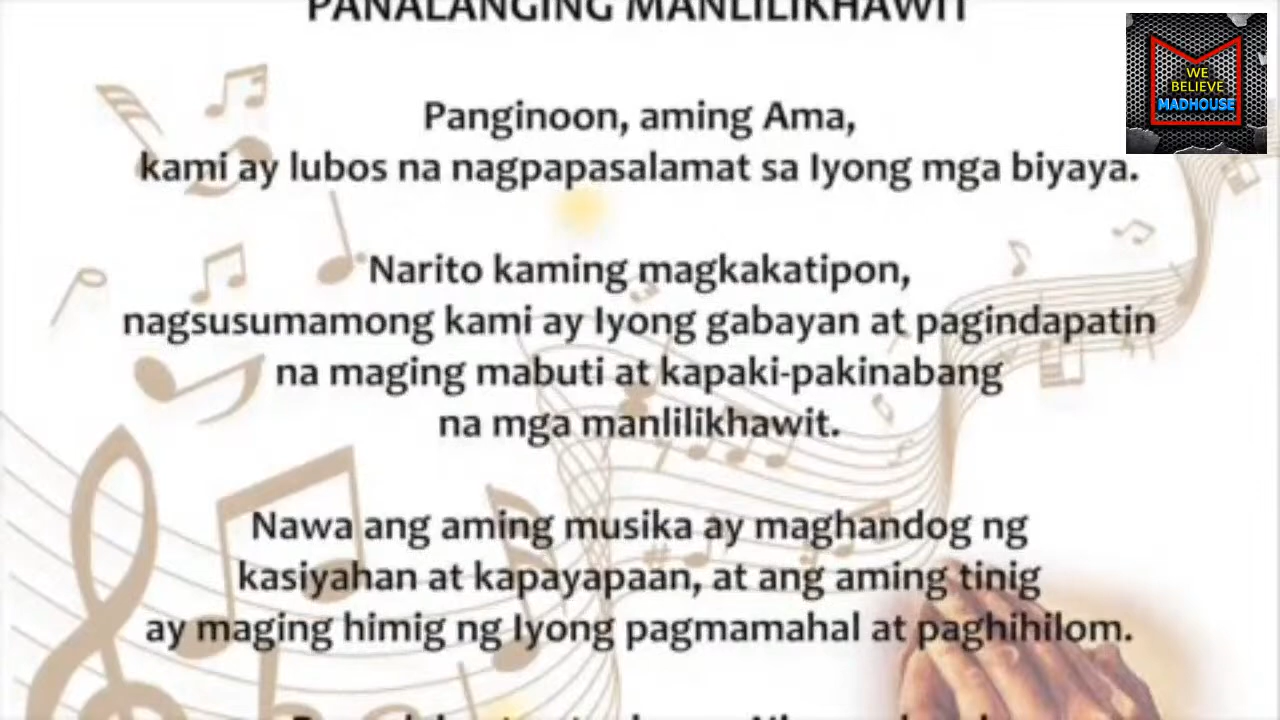 PANALANGING MANLILIKHAWIT
WE
BELIEVE
MADHOUSE
Panginoon, aming Ama,
kami ay lubos na nagpapasalamat sa Iyong mga biyaya.
Narito kaming magkakatipon,
nagsusumamong kami ay Iyong gabayan at pagindapatin
na maging mabuti at kapaki-pakinabang
na mga manlilikhawit.
Nawa ang aming musika ay maghandog ng
kasiyahan at kapayapaan, at ang aming tinig
ay maging himig ng Iyong pagmamahal at paghihilom.